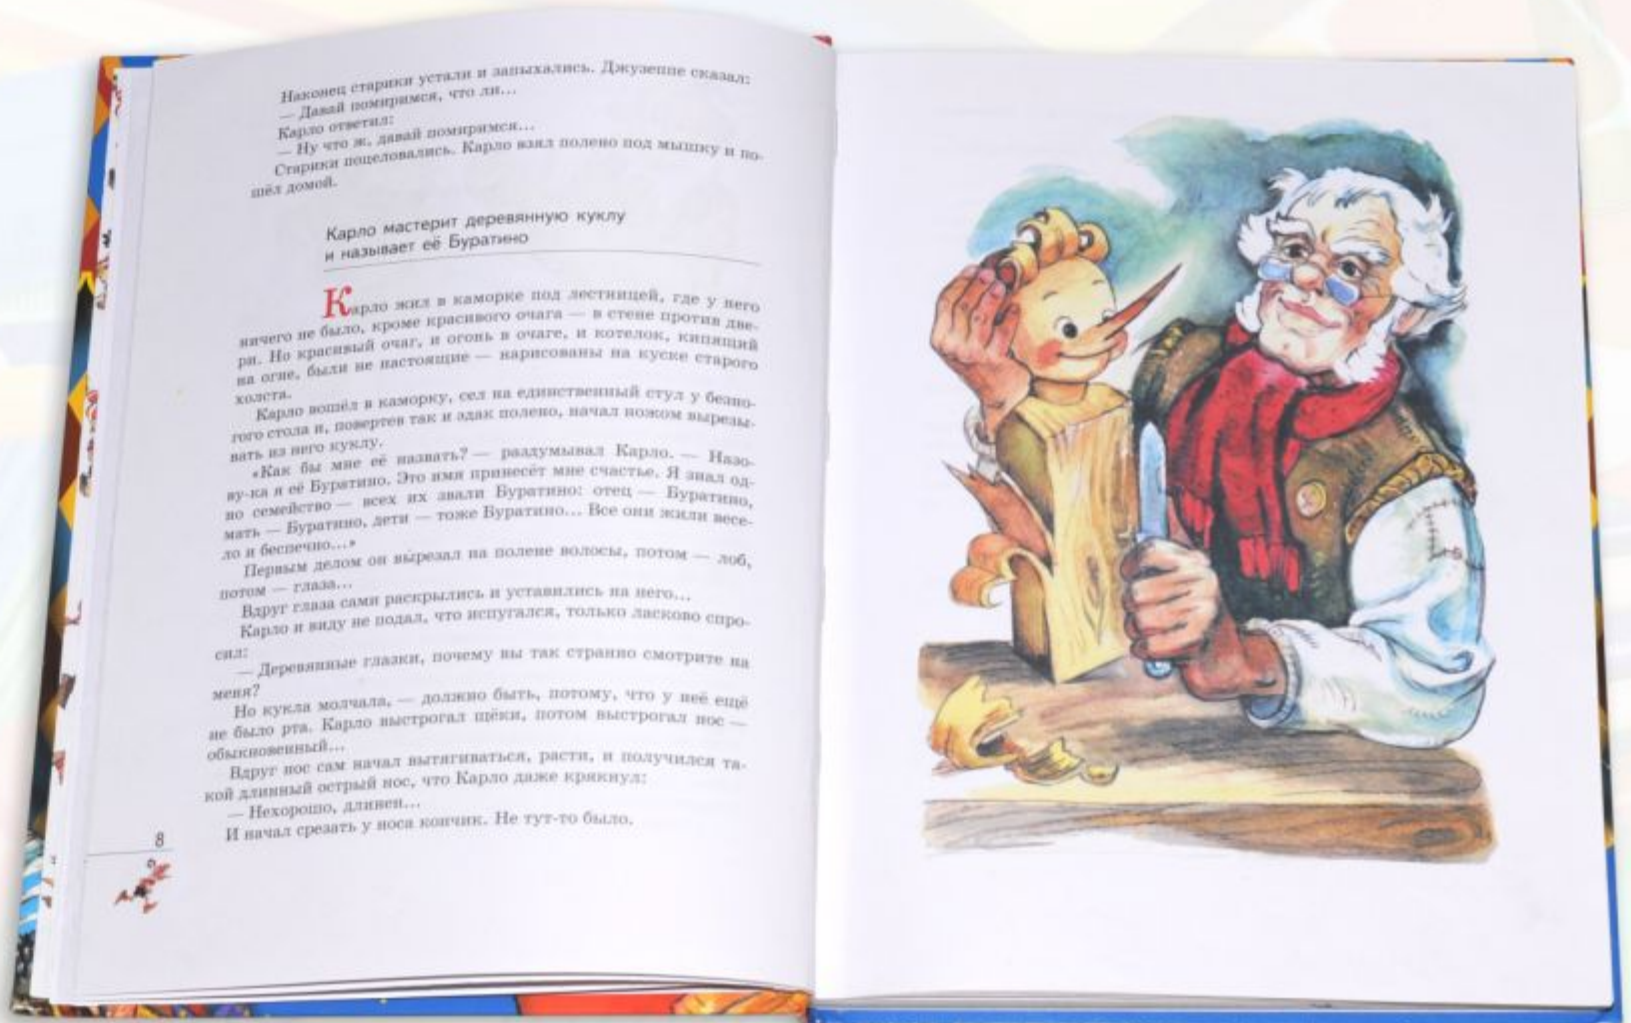 Наконец старики устали и запыхались. Джузеппе сказал:
— Давай помиримся, что ли...
Карло ответил:
— Ну что ж, давай помиримся...
Старики поцеловались. Карло взял полено под мышку и по-
шёл домой.
Карло мастерит деревянную куклу
и называет её Буратино
Карло жил в каморке под лестницей, где у него
ничего не было, кроме красивого очага — в стене против две-
ри. Но красивый очаг, и огонь в очаге, и котелок, кипящий
на огне, были не настоящие — нарисованы на куске старого
холста.
Карло вошёл в каморку, сел на единственный стул у безно-
гого стола и, повертев так и эдак полено, начал ножом вырезы-
вать из него куклу.
«Как бы мне её назвать? — раздумывал Карло. — Назо-
ву-ка я её Буратино. Это имя принесёт мне счастье. Я знал од-
но семейство — всех их звали Буратино: отец — Буратино,
мать — Буратино, дети — тоже Буратино... Все они жили весе-
ло и беспечно...»
Первым делом он вырезал на полене волосы, потом — лоб,
потом — глаза...
Вдруг глаза сами раскрылись и уставились на него...
Карло и виду не подал, что испугался, только ласково спро-
сил:
— Деревянные глазки, почему вы так странно смотрите на
меня?
Но кукла молчала, — должно быть, потому, что у неё ещё
не было рта. Карло выстрогал щёки, потом выстрогал нос —
обыкновенный...
Вдруг нос сам начал вытягиваться, расти, и получился та-
кой длинный острый нос, что Карло даже крякнул:
— Нехорошо, длинен...
И начал срезать у носа кончик. Не тут-то было.
8